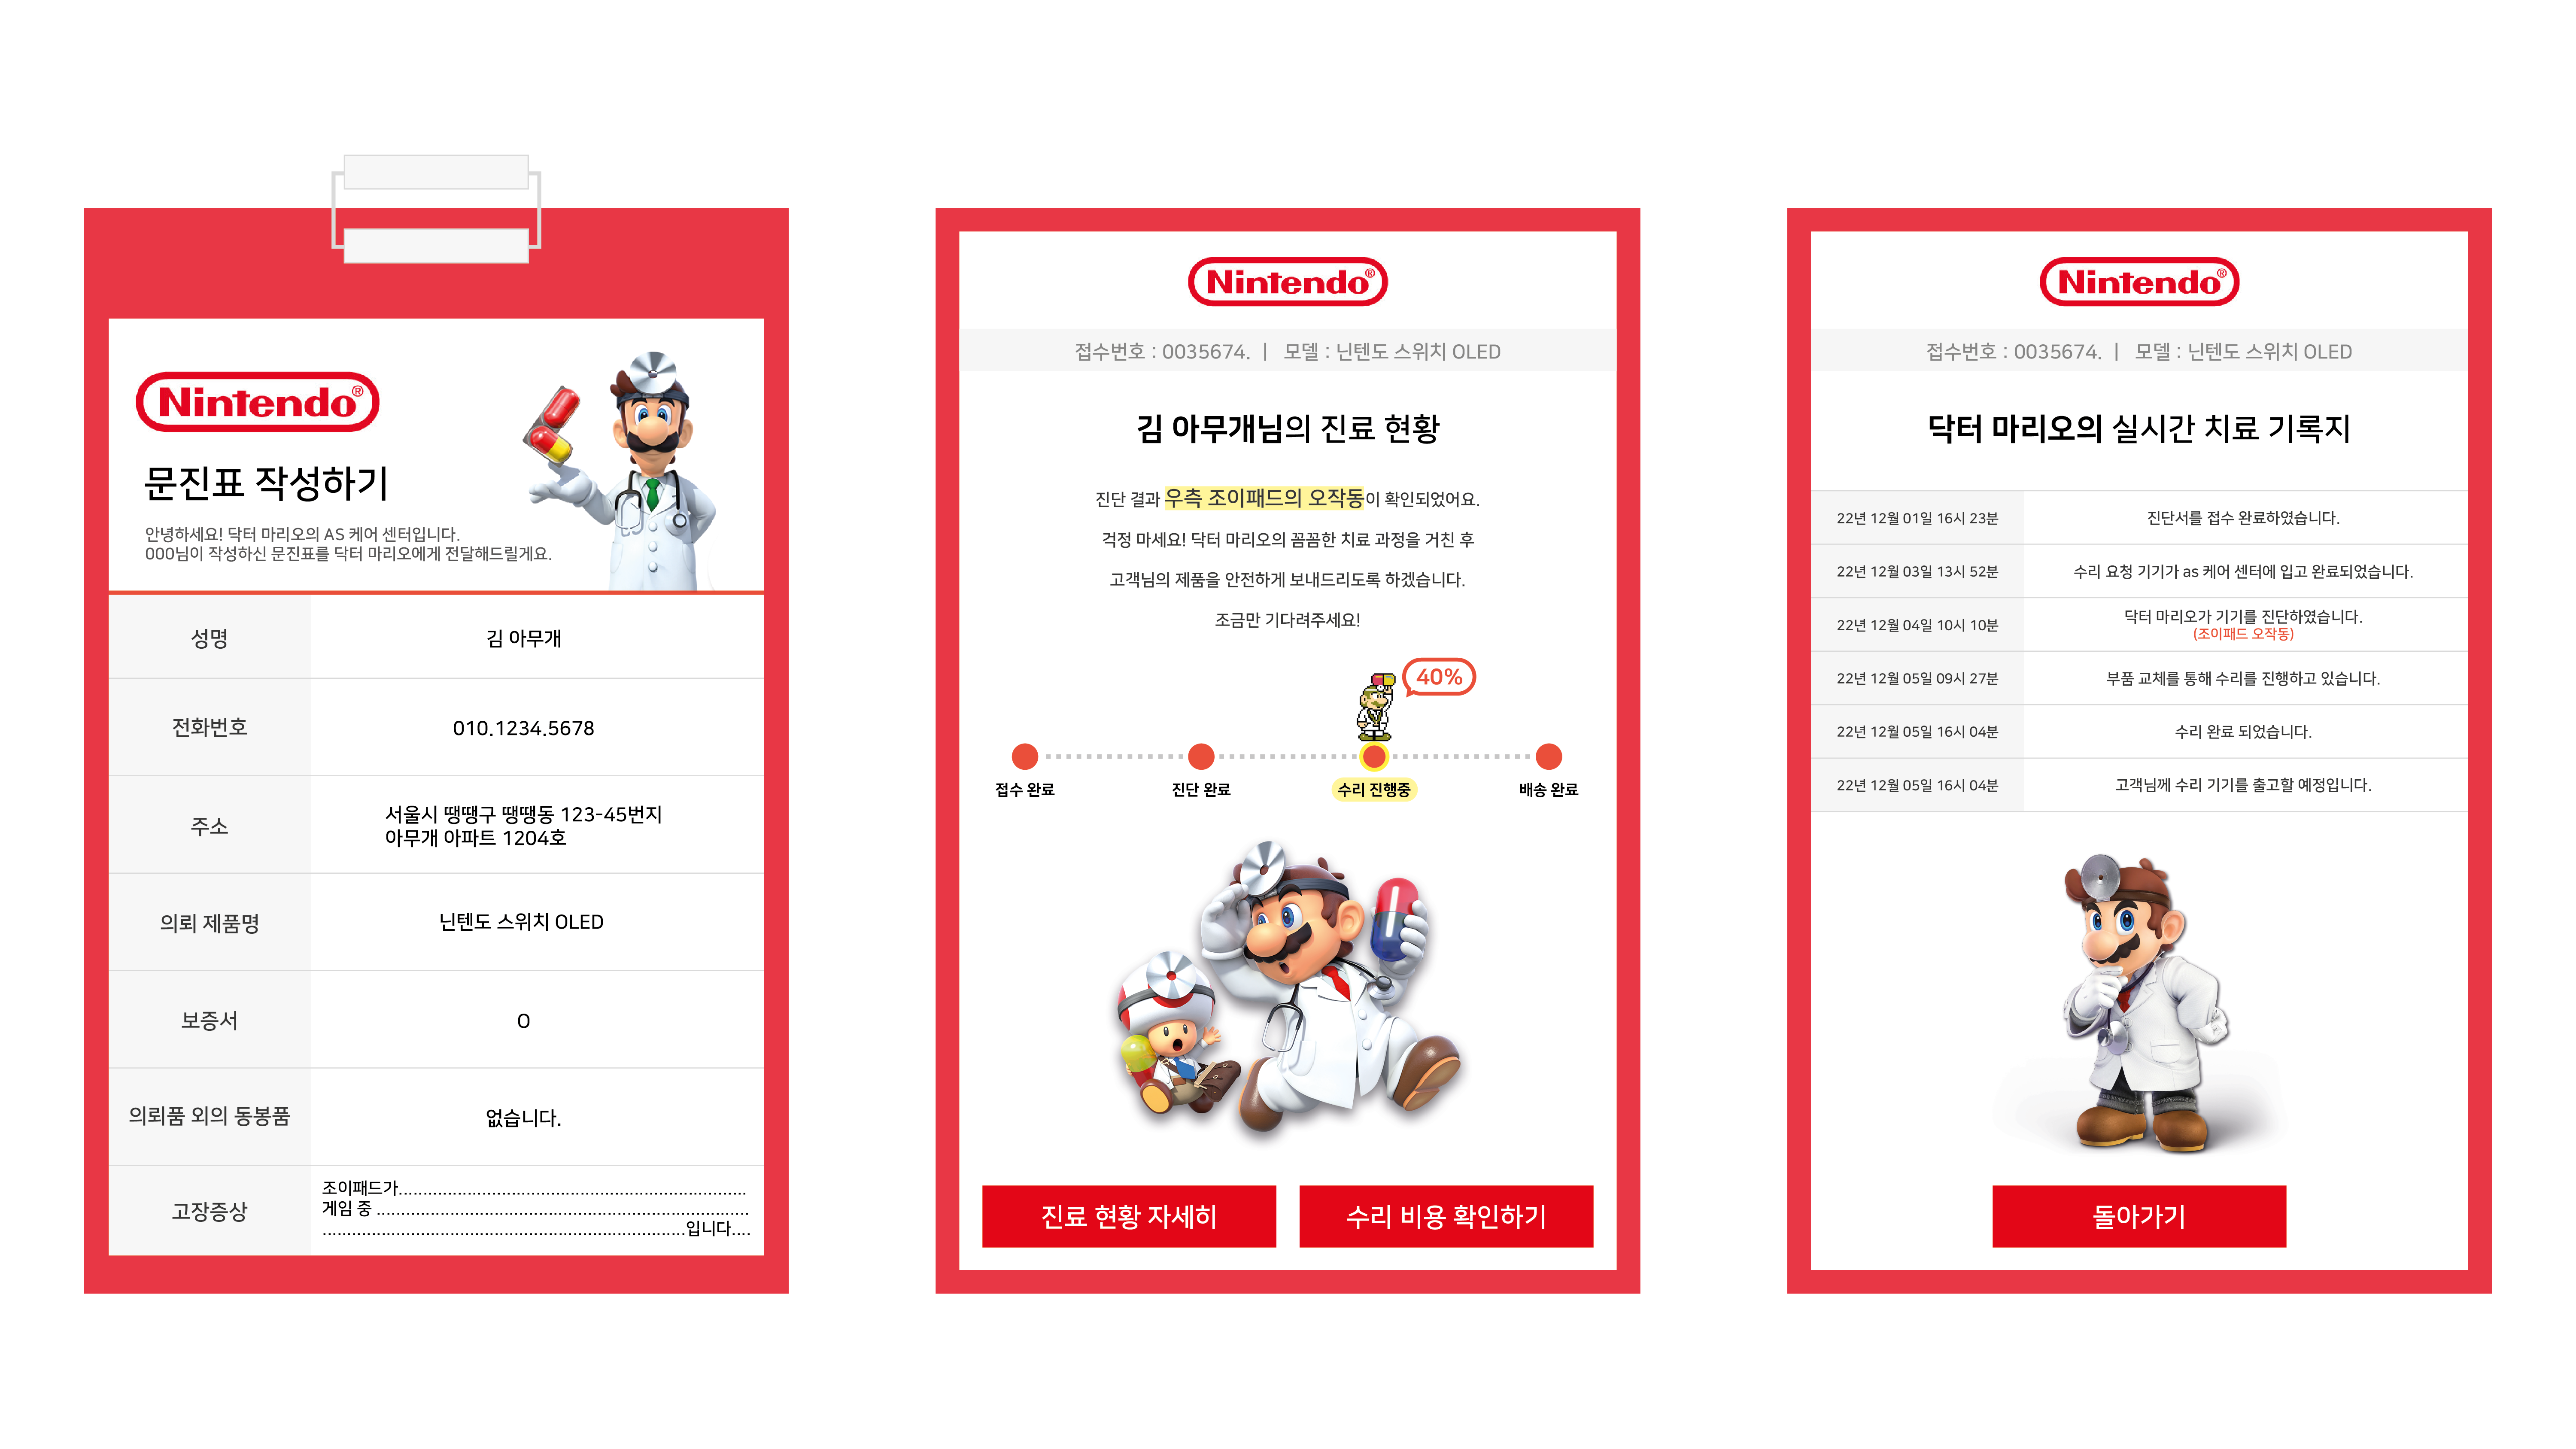 Nintendo®
문진표 작성하기
안녕하세요! 닥터 마리오의 AS 케어 센터입니다.
000님이 작성하신 문진표를 닥터 마리오에게 전달해드릴게요.
성명 김 아무개
전화번호 010.1234.5678
주소 서울시 땡땡구 땡땡동 123-45번지
아무개 아파트 1204호
의뢰 제품명 닌텐도 스위치 OLED
보증서 O
의뢰품 외의 동봉품 없습니다.
고장증상 조이패드가........................................................................
게임 중 .............................................................................
...........................................................................입니다....
Nintendo®
접수번호 : 0035674. | 모델 : 닌텐도 스위치 OLED
김 아무개님의 진료 현황
진단 결과 우측 조이패드의 오작동이 확인되었어요.
걱정 마세요! 닥터 마리오의 꼼꼼한 치료 과정을 거친 후
고객님의 제품을 안전하게 보내드리도록 하겠습니다.
조금만 기다려주세요!
40%
접수 완료 진단 완료 수리 진행중 배송 완료
진료 현황 자세히 수리 비용 확인하기
Nintendo®
접수번호 : 0035674. | 모델 : 닌텐도 스위치 OLED
닥터 마리오의 실시간 치료 기록지
22년 12월 01일 16시 23분 진단서를 접수 완료하였습니다.
22년 12월 03일 13시 52분 수리 요청 기기가 as 케어 센터에 입고 완료되었습니다.
22년 12월 04일 10시 10분 닥터 마리오가 기기를 진단하였습니다.
(조이패드 오작동)
22년 12월 05일 09시 27분 부품 교체를 통해 수리를 진행하고 있습니다.
22년 12월 05일 16시 04분 수리 완료 되었습니다.
22년 12월 05일 16시 04분 고객님께 수리 기기를 출고할 예정입니다.
돌아가기